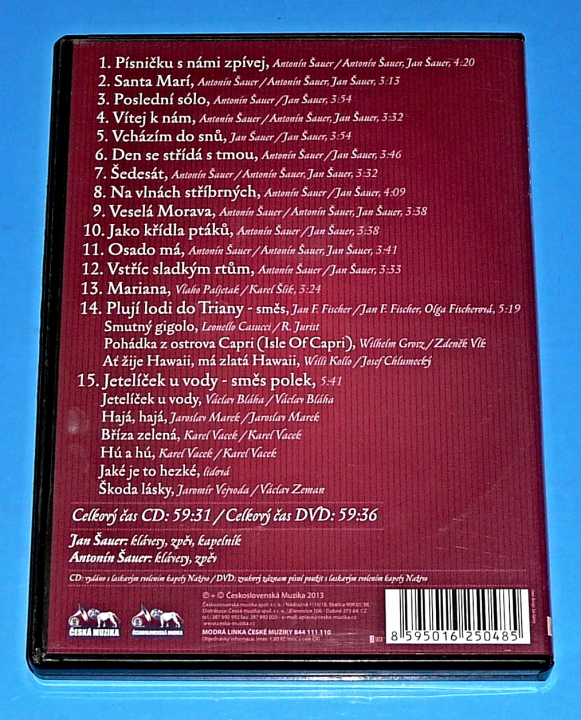 1. Písničku s námi zpívej, Antonín Šauer / Antonín Šauer, Jan Šauer, 4:20
2. Santa Marí, Antonín Šauer / Antonín Šauer, Jan Šauer, 3:13
3. Poslední sólo, Antonín Šauer / Jan Šauer, 3:54
4. Vítej k nám, Antonín Šauer / Antonín Šauer, Jan Šauer, 3:32
5. Vcházím do snů, Jan Šauer / Jan Šauer, 3:54
6. Den se střídá s tmou, Antonín Šauer / Jan Šauer, 3:46
7. Šedesát, Antonín Šauer / Antonín Šauer, Jan Šauer, 3:32
8. Na vlnách stříbrných, Antonín Šauer / Jan Šauer, 4:09
9. Veselá Morava, Antonín Šauer / Antonín Šauer, Jan Šauer, 3:38
10. Jako křídla ptáků, Antonín Šauer / Jan Šauer, 3:38
11. Osado má, Antonín Šauer / Antonín Šauer, Jan Šauer, 3:41
12. Vstříc sladkým rtům, Antonín Šauer / Jan Šauer, 3:33
13. Mariana, Vlaho Paljetak / Karel Šlik, 3:24
14. Plují lodi do Triany - směs, Jan F. Fischer / Jan F. Fischer, Olga Fischerová, 5:19
Smutný gigolo, Leonello Casucci / R. Jurist
Pohádka z ostrova Capri (Isle Of Capri), Wilhelm Grosz / Zdeněk Vlk
Ať žije Hawaii, má zlatá Hawaii, Willi Kollo / Josef Chlumecký
15. Jetelíček u vody - směs polek, 5:41
Jetelíček u vody, Václav Bláha / Václav Bláha
Hajá, hajá, Jaroslav Marek / Jaroslav Marek
Bříza zelená, Karel Vacek / Karel Vacek
Hú a hú, Karel Vacek / Karel Vacek
Jaké je to hezké, lidová
Škoda lásky, Jaromír Vejvoda / Václav Zeman
Celkový čas CD: 59:31 / Celkový čas DVD: 59:36
Jan Šauer: klávesy, zpěv, kapelník
Antonín Šauer: klávesy, zpěv
CD: vydáno s laskavým svolením kapely Naživo / DVD: zvukový záznam písní použit s laskavým svolením kapely Naživo
℗ + © Československá Muzika 2013
www.ceska-muzika.cz
MODRÁ LINKA ČESKÉ MUZIKY 844 111 110
ČESKÁ MUZIKA
ČESKOSLOVENSKÁ MUZIKA
8 595016 250485